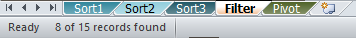 Sort1 Sort2 Sort3 Filter Pivot
Ready 8 of 15 records found